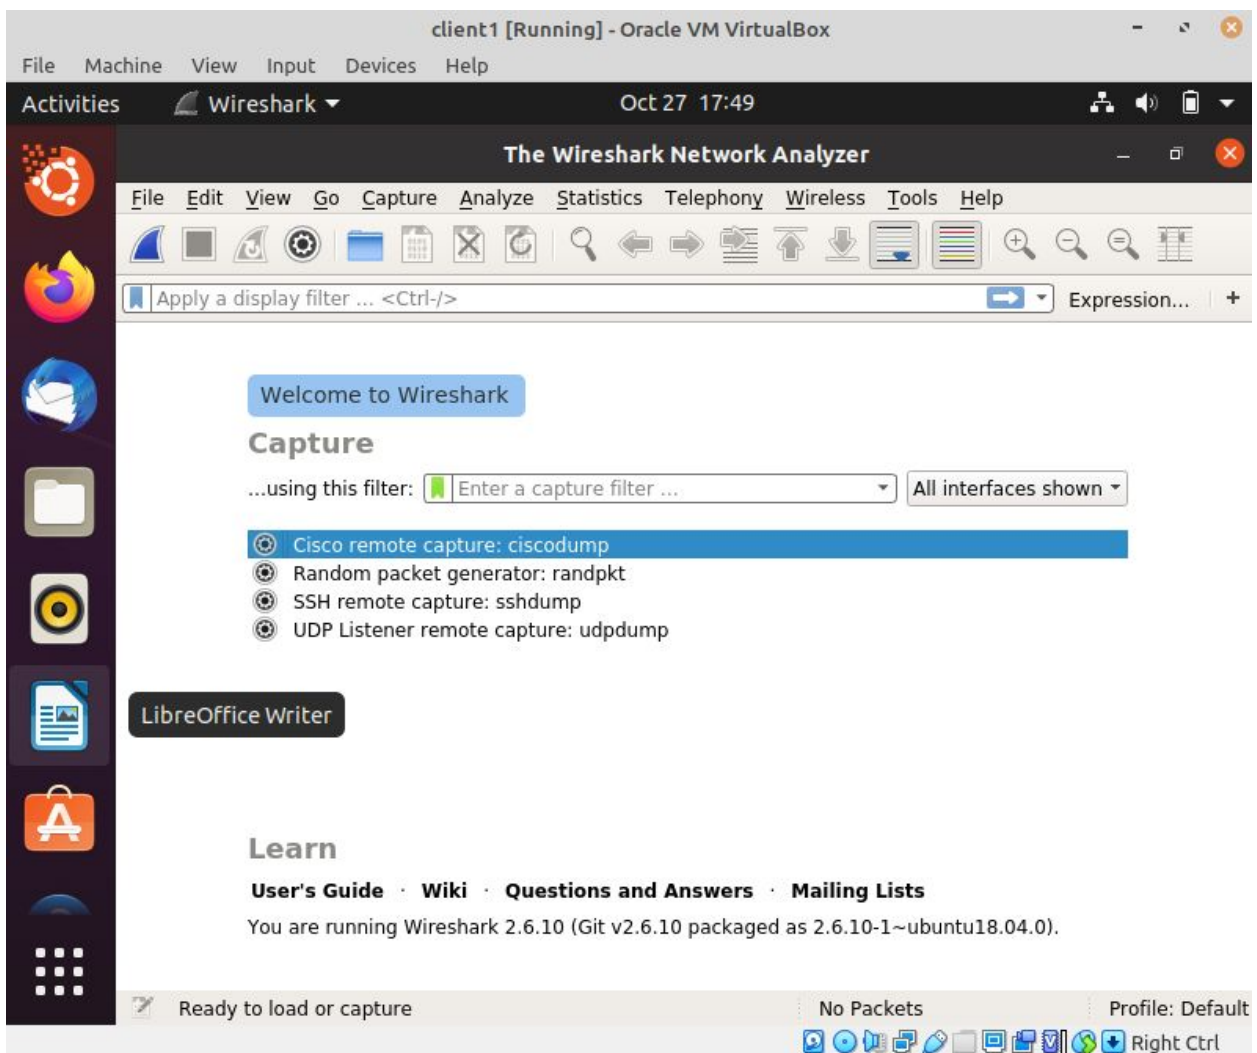 client1 [Running] - Oracle VM VirtualBox
File Machine View Input Devices Help
Activities Wireshark Oct 27 17:49
The Wireshark Network Analyzer
File Edit View Go Capture Analyze Statistics Telephony Wireless Tools Help
Apply a display filter ... <Ctrl-/> Expression... +
Welcome to Wireshark
Capture
...using this filter: Enter a capture filter ... All interfaces shown
Cisco remote capture: ciscodump
Random packet generator: randpkt
SSH remote capture: sshdump
UDP Listener remote capture: udpdump
LibreOffice Writer
Learn
User's Guide · Wiki · Questions and Answers · Mailing Lists
You are running Wireshark 2.6.10 (Git v2.6.10 packaged as 2.6.10-1~ubuntu18.04.0).
Ready to load or capture No Packets Profile: Default
Right Ctrl